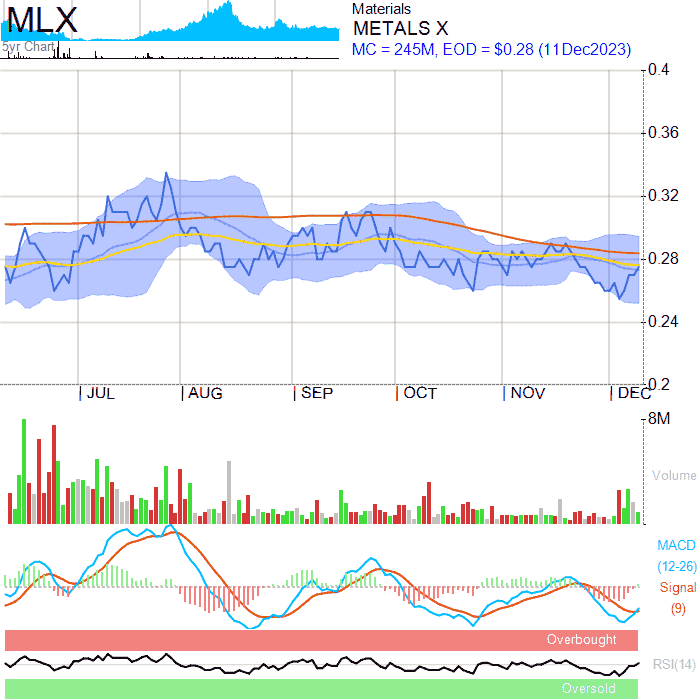 MLX
5yr Chart
Materials
METALS X
MC = 245M, EOD = $0.28 (11Dec2023)
0.4
0.36
0.32
0.28
0.24
0.2
JUL AUG SEP OCT NOV DEC
8M
Volume
MACD
(12-26)
Signal
(9)
Overbought
RSI(14)
Oversold